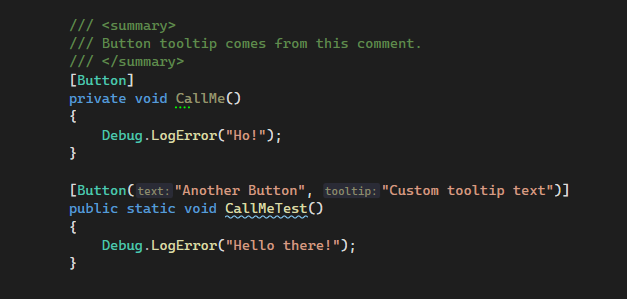 /// <summary>
/// Button tooltip comes from this comment.
/// </summary>
[Button]
private void CallMe()
{
Debug.LogError("Ho!");
}
[Button(text:"Another Button", tooltip:"Custom tooltip text")]
public static void CallMeTest()
{
Debug.LogError("Hello there!");
}